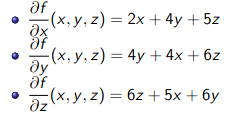 • ∂f/∂x (x, y, z) = 2x + 4y + 5z
• ∂f/∂y (x, y, z) = 4y + 4x + 6z
• ∂f/∂z (x, y, z) = 6z + 5x + 6y